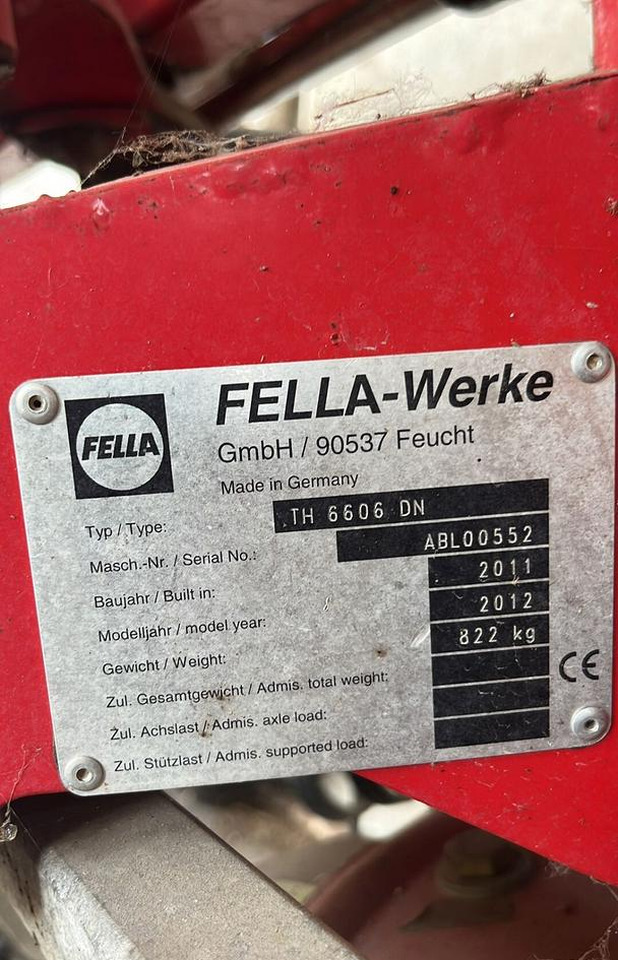 FELLA
FELLA-Werke
GmbH / 90537 Feucht
Made in Germany
Typ / Type: TH 6606 DN
Masch.-Nr. / Serial No.: ABL00552
Baujahr / Built in: 2011
Modelljahr / model year: 2012
Gewicht / Weight: 822 kg
Zul. Gesamtgewicht / Admis. total weight:
Zul. Achslast / Admis. axle load:
Zul. Stützlast / Admis. supported load:
CE